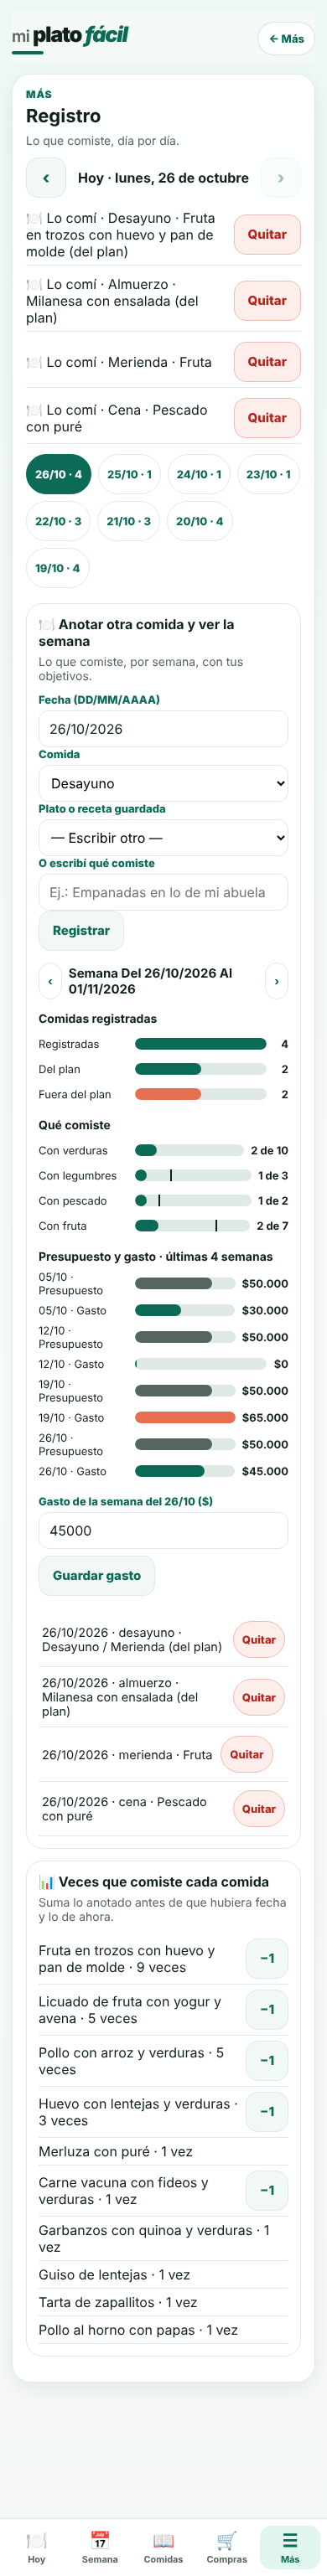 mi plato fácil
← Más
MÁS
Registro
Lo que comiste, día por día.
‹
Hoy · lunes, 26 de octubre
›
🍽️ Lo comí · Desayuno · Fruta
en trozos con huevo y pan de
molde (del plan)
Quitar
🍽️ Lo comí · Almuerzo ·
Milanesa con ensalada (del
plan)
Quitar
🍽️ Lo comí · Merienda · Fruta
Quitar
🍽️ Lo comí · Cena · Pescado
con puré
Quitar
26/10 · 4
25/10 · 1
24/10 · 1
23/10 · 1
22/10 · 3
21/10 · 3
20/10 · 4
19/10 · 4
🍽️ Anotar otra comida y ver la
semana
Lo que comiste, por semana, con tus
objetivos.
Fecha (DD/MM/AAAA)
26/10/2026
Comida
Desayuno
Plato o receta guardada
— Escribir otro —
O escribí qué comiste
Ej.: Empanadas en lo de mi abuela
Registrar
‹
Semana Del 26/10/2026 Al
01/11/2026
›
Comidas registradas
Registradas 4
Del plan 2
Fuera del plan 2
Qué comiste
Con verduras 2 de 10
Con legumbres 1 de 3
Con pescado 1 de 2
Con fruta 2 de 7
Presupuesto y gasto · últimas 4 semanas
05/10 ·
Presupuesto $50.000
05/10 · Gasto $30.000
12/10 ·
Presupuesto $50.000
12/10 · Gasto $0
19/10 ·
Presupuesto $50.000
19/10 · Gasto $65.000
26/10 ·
Presupuesto $50.000
26/10 · Gasto $45.000
Gasto de la semana del 26/10 ($)
45000
Guardar gasto
26/10/2026 · desayuno ·
Desayuno / Merienda (del plan)
Quitar
26/10/2026 · almuerzo ·
Milanesa con ensalada (del
plan)
Quitar
26/10/2026 · merienda · Fruta
Quitar
26/10/2026 · cena · Pescado
con puré
Quitar
📊 Veces que comiste cada comida
Suma lo anotado antes de que hubiera fecha
y lo de ahora.
Fruta en trozos con huevo y
pan de molde · 9 veces
−1
Licuado de fruta con yogur y
avena · 5 veces
−1
Pollo con arroz y verduras · 5
veces
−1
Huevo con lentejas y verduras ·
3 veces
−1
Merluza con puré · 1 vez
Carne vacuna con fideos y
verduras · 1 vez
−1
Garbanzos con quinoa y verduras · 1
vez
Guiso de lentejas · 1 vez
Tarta de zapallitos · 1 vez
Pollo al horno con papas · 1 vez
Hoy
Semana
Comidas
Compras
Más